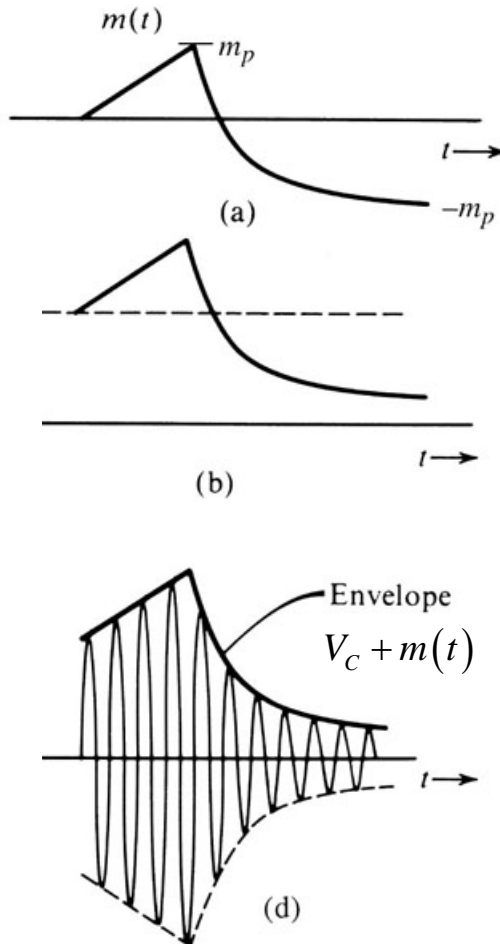 m(t)
m_p
t →
-m_p
(a)
t →
(b)
Envelope
V_C + m(t)
t →
(d)